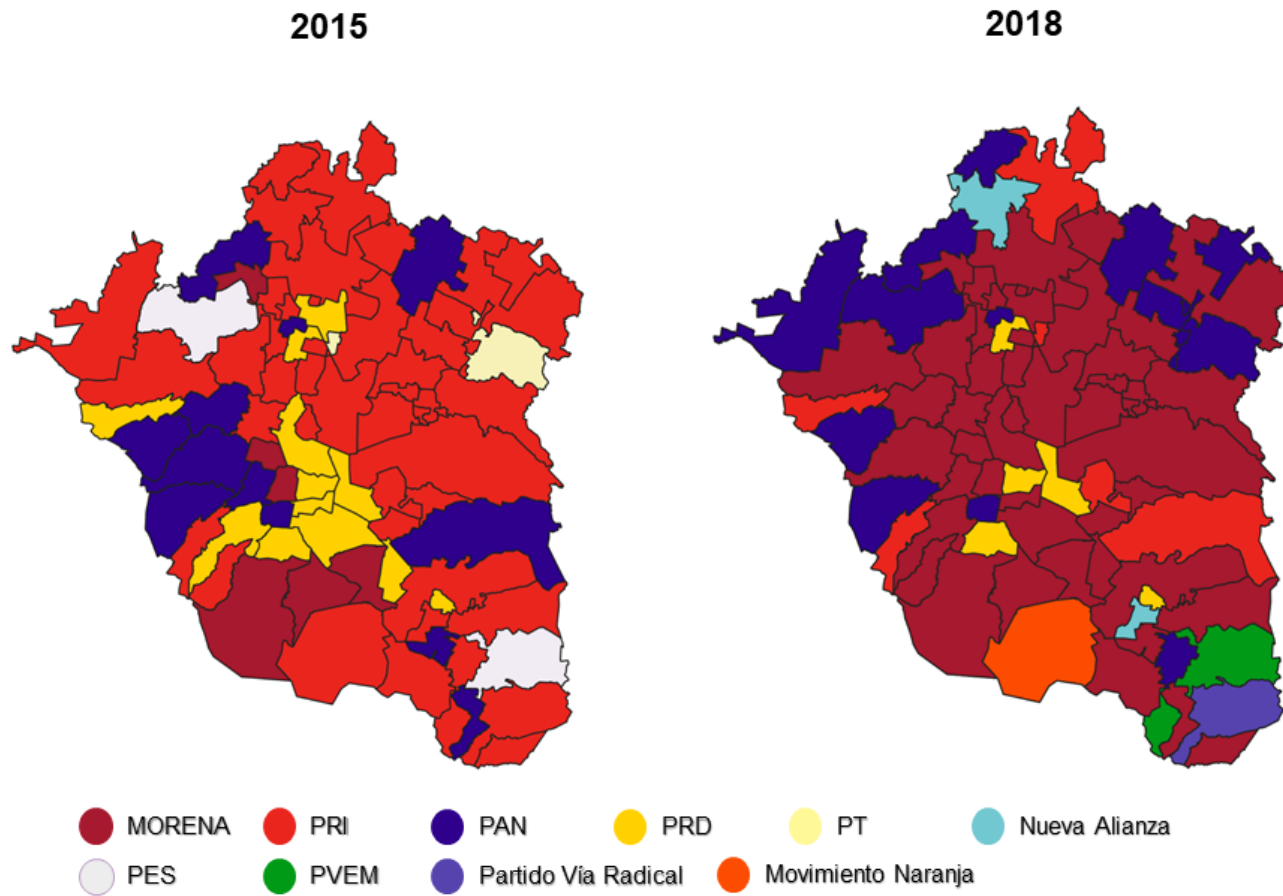 2015 2018
MORENA PRI PAN PRD PT Nueva Alianza
PES PVEM Partido Vía Radical Movimiento Naranja